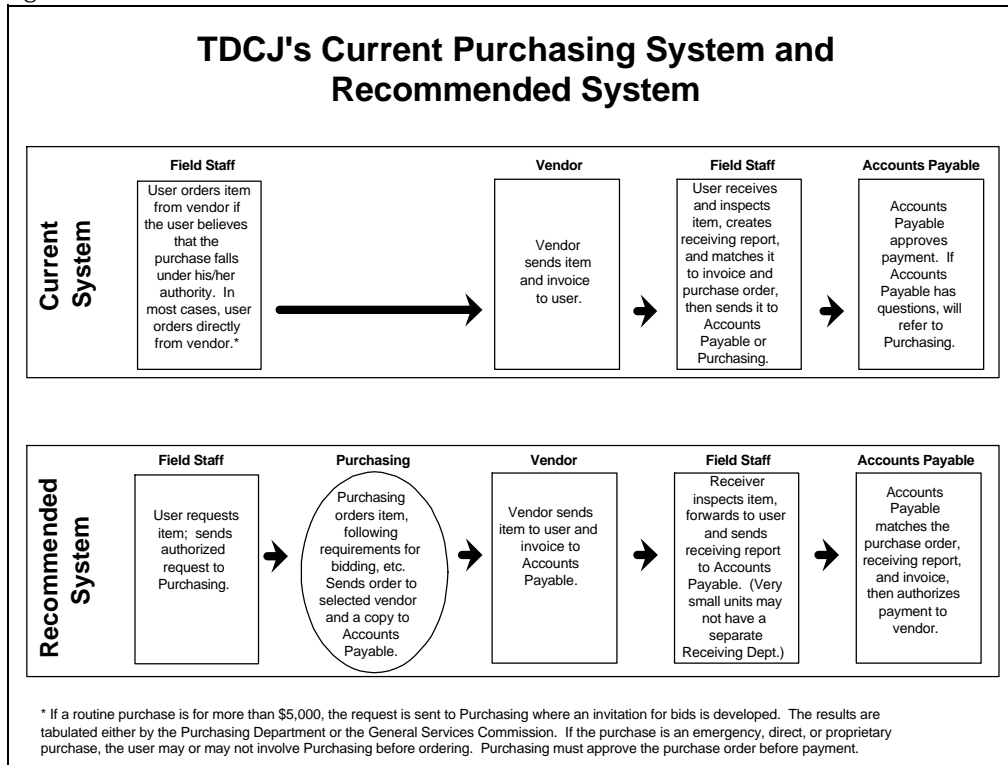 TDCJ's Current Purchasing System and
Recommended System
Current
System
Field Staff
User orders item
from vendor if
the user believes
that the
purchase falls
under his/her
authority. In
most cases, user
orders directly
from vendor.*
Vendor
Vendor
sends item
and invoice
to user.
Field Staff
User receives
and inspects
item, creates
receiving report,
and matches it
to invoice and
purchase order,
then sends it to
Accounts
Payable or
Purchasing.
Accounts Payable
Accounts
Payable
approves
payment. If
Accounts
Payable has
questions, will
refer to
Purchasing.
Recommended
System
Field Staff
User requests
item; sends
authorized
request to
Purchasing.
Purchasing
Purchasing
orders item,
following
requirements for
bidding, etc.
Sends order to
selected vendor
and a copy to
Accounts
Payable.
Vendor
Vendor sends
item to user and
invoice to
Accounts
Payable.
Field Staff
Receiver
inspects item,
forwards to user
and sends
receiving report
to Accounts
Payable. (Very
small units may
not have a
separate
Receiving Dept.)
Accounts Payable
Accounts
Payable
matches the
purchase order,
receiving report,
and invoice,
then authorizes
payment to
vendor.
* If a routine purchase is for more than $5,000, the request is sent to Purchasing where an invitation for bids is developed. The results are
tabulated either by the Purchasing Department or the General Services Commission. If the purchase is an emergency, direct, or proprietary
purchase, the user may or may not involve Purchasing before ordering. Purchasing must approve the purchase order before payment.